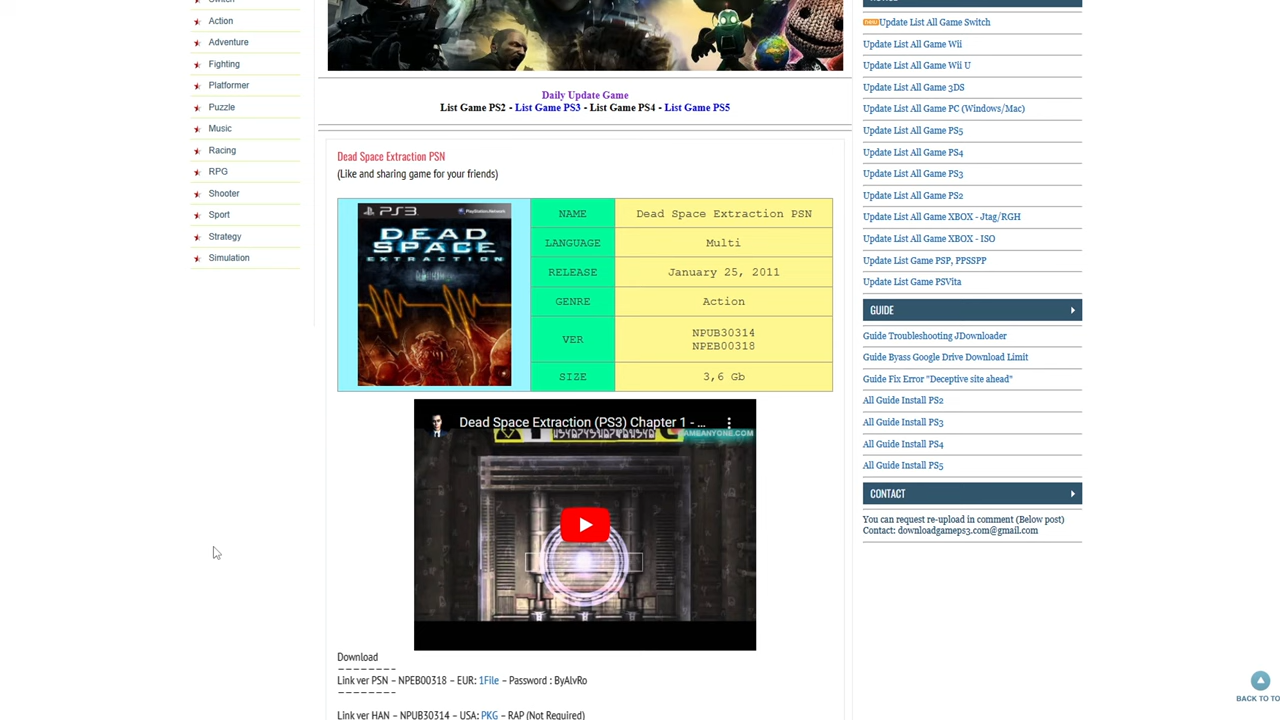 Action
Adventure
Fighting
Platformer
Puzzle
Music
Racing
RPG
Shooter
Sport
Strategy
Simulation
Daily Update Game
List Game PS2 - List Game PS3 - List Game PS4 - List Game PS5
Dead Space Extraction PSN
(Like and sharing game for your friends)
PS3 PlayStation Network
DEAD
SPACE
EXTRACTION
NAME Dead Space Extraction PSN
LANGUAGE Multi
RELEASE January 25, 2011
GENRE Action
VER NPUB30314
NPEB00318
SIZE 3,6 Gb
Dead Space Extraction (PS3) Chapter 1 - ...
GAMEANYONE.COM
Download
————————
Link ver PSN – NPEB00318 – EUR: 1File – Password : ByAlvRo
————————
Link ver HAN – NPUB30314 – USA: PKG – RAP (Not Required)
new Update List All Game Switch
Update List All Game Wii
Update List All Game Wii U
Update List All Game 3DS
Update List All Game PC (Windows/Mac)
Update List All Game PS5
Update List All Game PS4
Update List All Game PS3
Update List All Game PS2
Update List All Game XBOX - Jtag/RGH
Update List All Game XBOX - ISO
Update List Game PSP, PPSSPP
Update List Game PSVita
GUIDE
Guide Troubleshooting JDownloader
Guide Byass Google Drive Download Limit
Guide Fix Error "Deceptive site ahead"
All Guide Install PS2
All Guide Install PS3
All Guide Install PS4
All Guide Install PS5
CONTACT
You can request re-upload in comment (Below post)
Contact: downloadgameps3.com@gmail.com
BACK TO TO